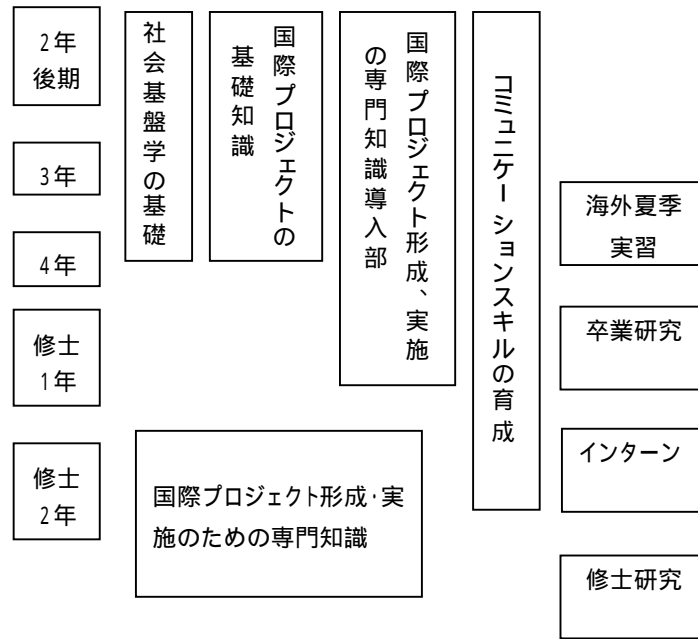 2年
後期
3年
4年
修士
1年
修士
2年
社会基盤学の基礎
国際プロジェクトの
基礎知識
国際プロジェクト形成、実施
の専門知識導入部
コミュニケーションスキルの育成
国際プロジェクト形成・実
施のための専門知識
海外夏季
実習
卒業研究
インターン
修士研究